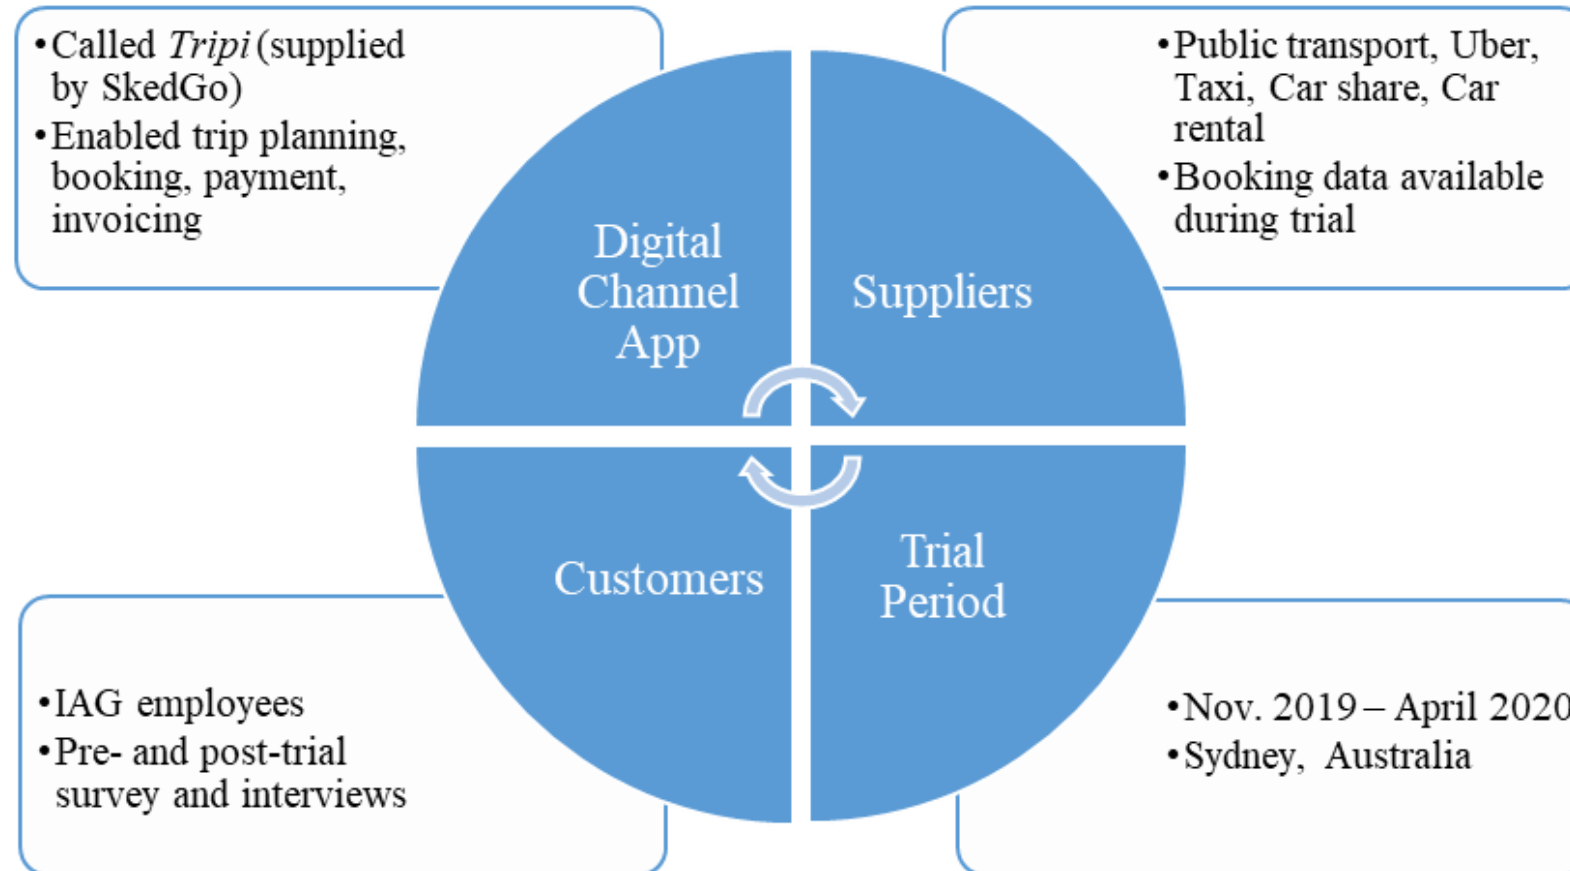 •Called Tripi (supplied
by SkedGo)
•Enabled trip planning,
booking, payment,
invoicing
•Public transport, Uber,
Taxi, Car share, Car
rental
•Booking data available
during trial
Digital
Channel
App
Suppliers
Customers
Trial
Period
•IAG employees
•Pre- and post-trial
survey and interviews
•Nov. 2019 – April 2020
•Sydney, Australia